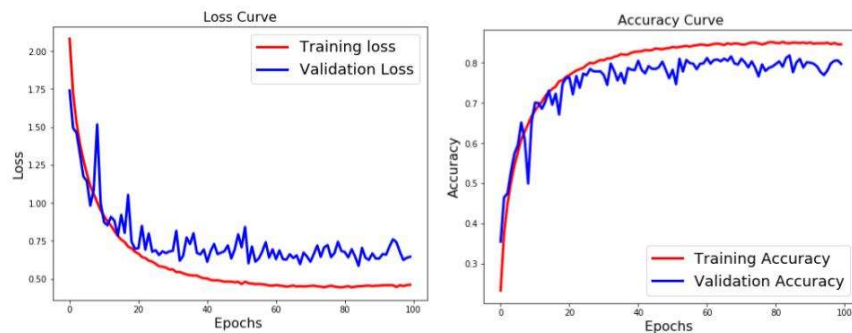 Loss Curve
Training loss
Validation Loss
2.00
1.75
1.50
1.25
1.00
0.75
0.50
Loss
0
20
40
60
80
100
Epochs
Accuracy Curve
0.8
0.7
0.6
0.5
0.4
0.3
Accuracy
Training Accuracy
Validation Accuracy
0
20
40
60
80
100
Epochs